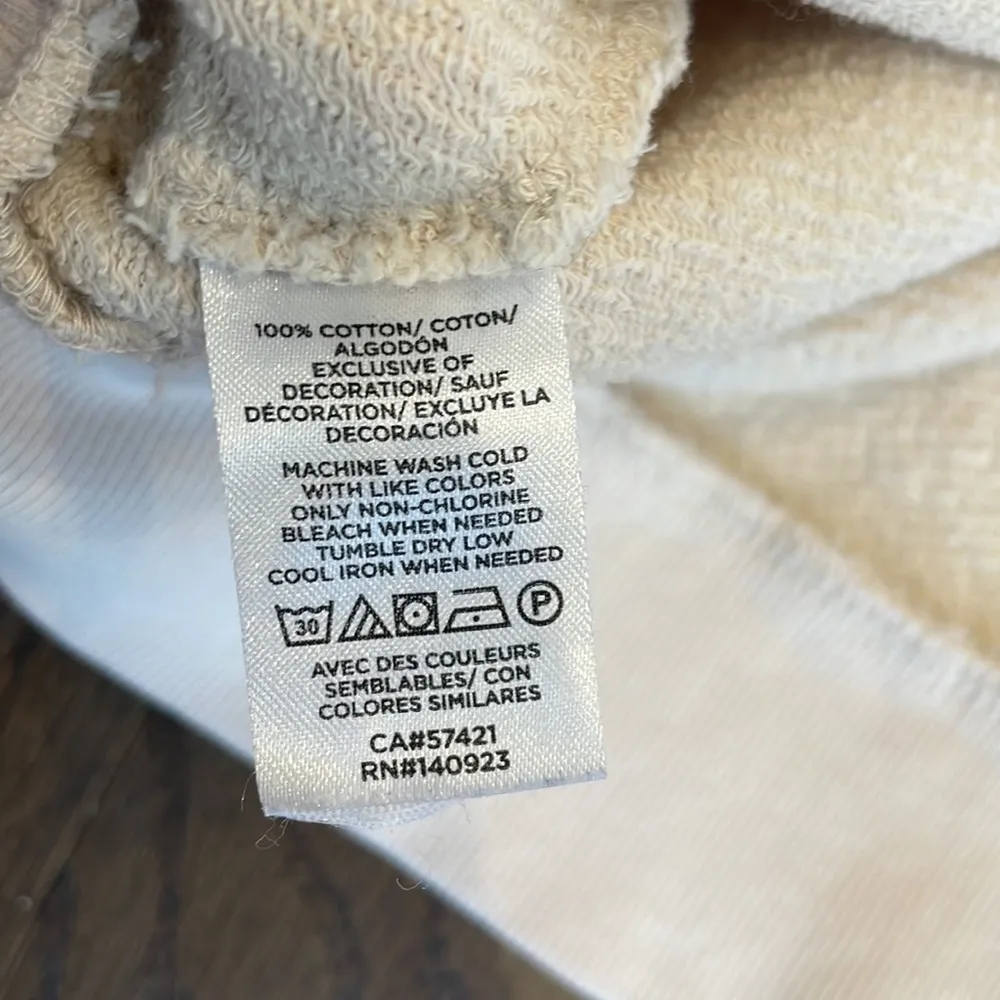 100% COTTON/ COTON/
ALGODÓN
EXCLUSIVE OF
DECORATION/ SAUF
DÉCORATION/ EXCLUYE LA
DECORACIÓN
MACHINE WASH COLD
WITH LIKE COLORS
ONLY NON-CHLORINE
BLEACH WHEN NEEDED
TUMBLE DRY LOW
COOL IRON WHEN NEEDED
30 P
AVEC DES COULEURS
SEMBLABLES/ CON
COLORES SIMILARES
CA#57421
RN#140923